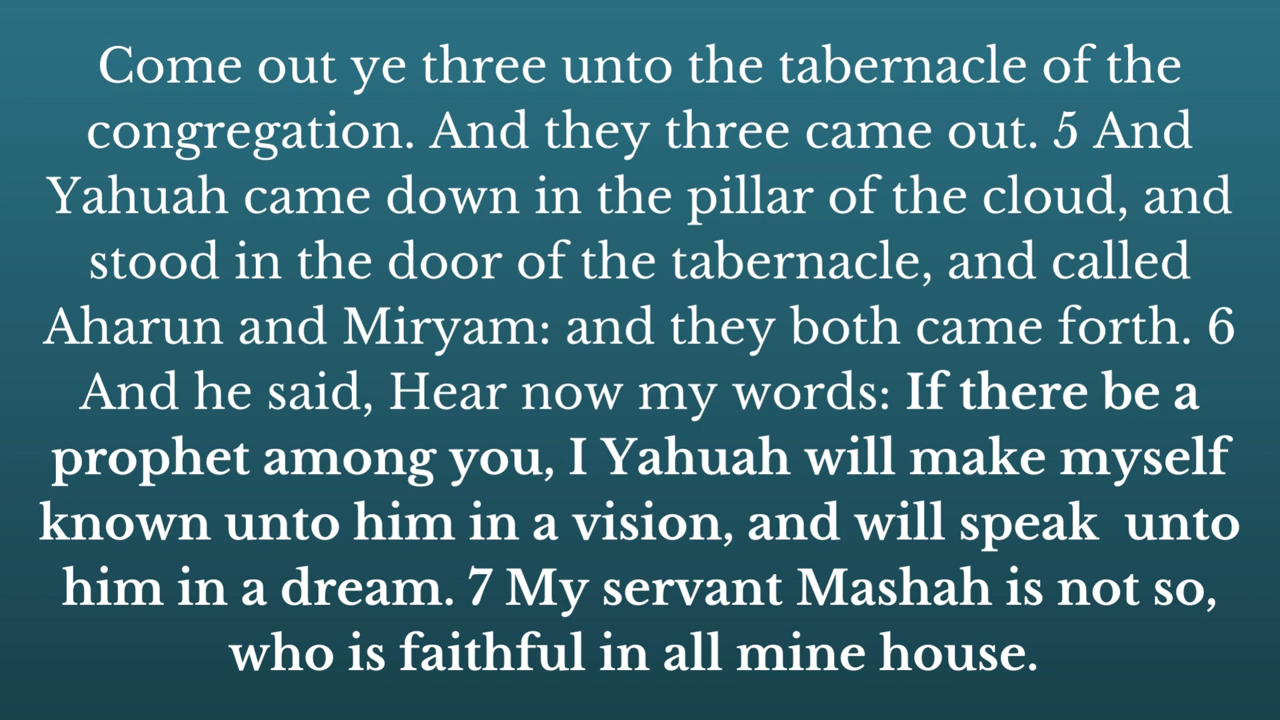 Come out ye three unto the tabernacle of the
congregation. And they three came out. 5 And
Yahuah came down in the pillar of the cloud, and
stood in the door of the tabernacle, and called
Aharun and Miryam: and they both came forth. 6
And he said, Hear now my words: If there be a
prophet among you, I Yahuah will make myself
known unto him in a vision, and will speak  unto
him in a dream. 7 My servant Mashah is not so,
who is faithful in all mine house.